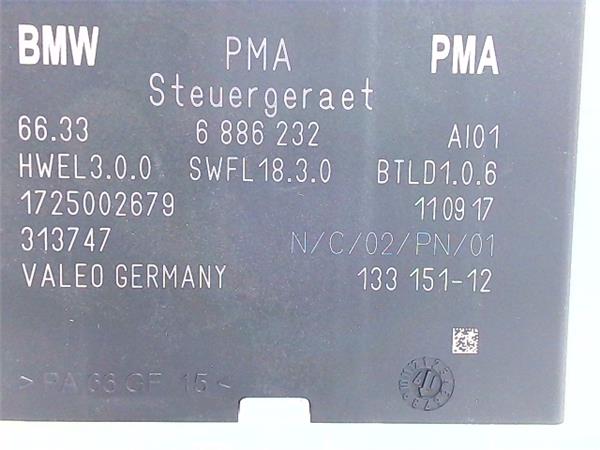 BMW PMA PMA
Steuergeraet
66.33 6 886 232 AI01
HWEL3.0.0 SWFL18.3.0 BTLD1.0.6
1725002679 110917
313747 N/C/02/PN/01
VALEO GERMANY 133 151-12
>PA 66 GF 15<